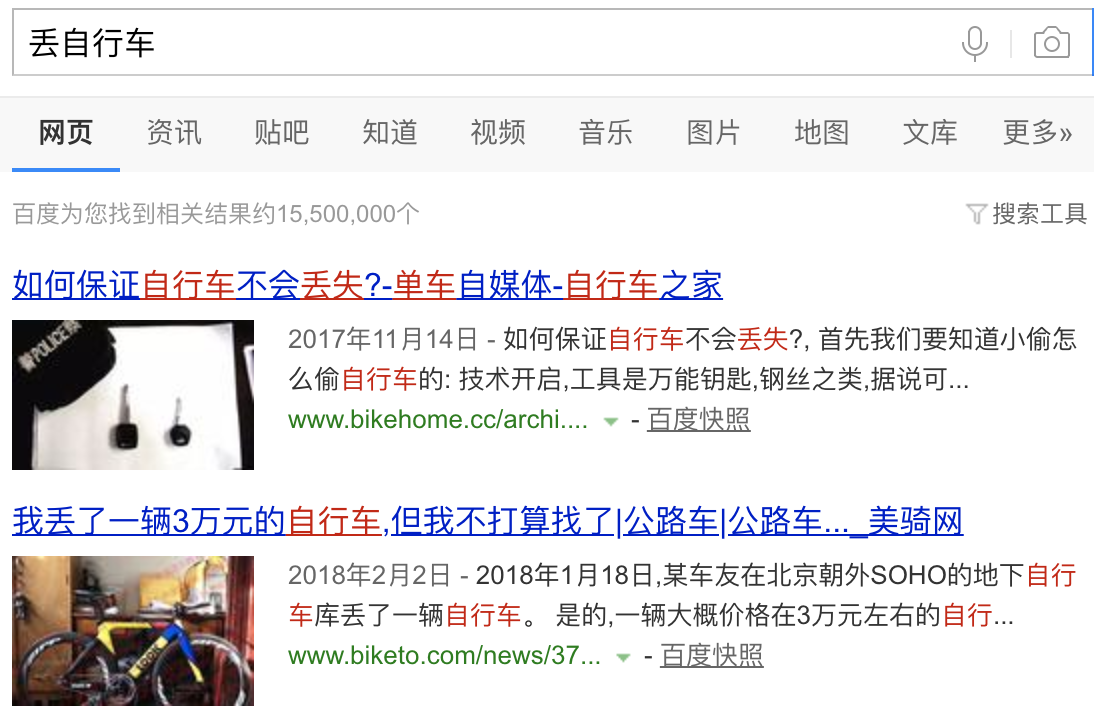 丢自行车
网页 资讯 贴吧 知道 视频 音乐 图片 地图 文库 更多»
百度为您找到相关结果约15,500,000个 搜索工具
如何保证自行车不会丢失?-单车自媒体-自行车之家
POLICE
2017年11月14日 - 如何保证自行车不会丢失?, 首先我们要知道小偷怎
么偷自行车的: 技术开启,工具是万能钥匙,钢丝之类,据说可...
www.bikehome.cc/archi.... - 百度快照
我丢了一辆3万元的自行车,但我不打算找了|公路车|公路车..._美骑网
2018年2月2日 - 2018年1月18日,某车友在北京朝外SOHO的地下自行
车库丢了一辆自行车。 是的,一辆大概价格在3万元左右的自行...
LOOK
www.biketo.com/news/37... - 百度快照